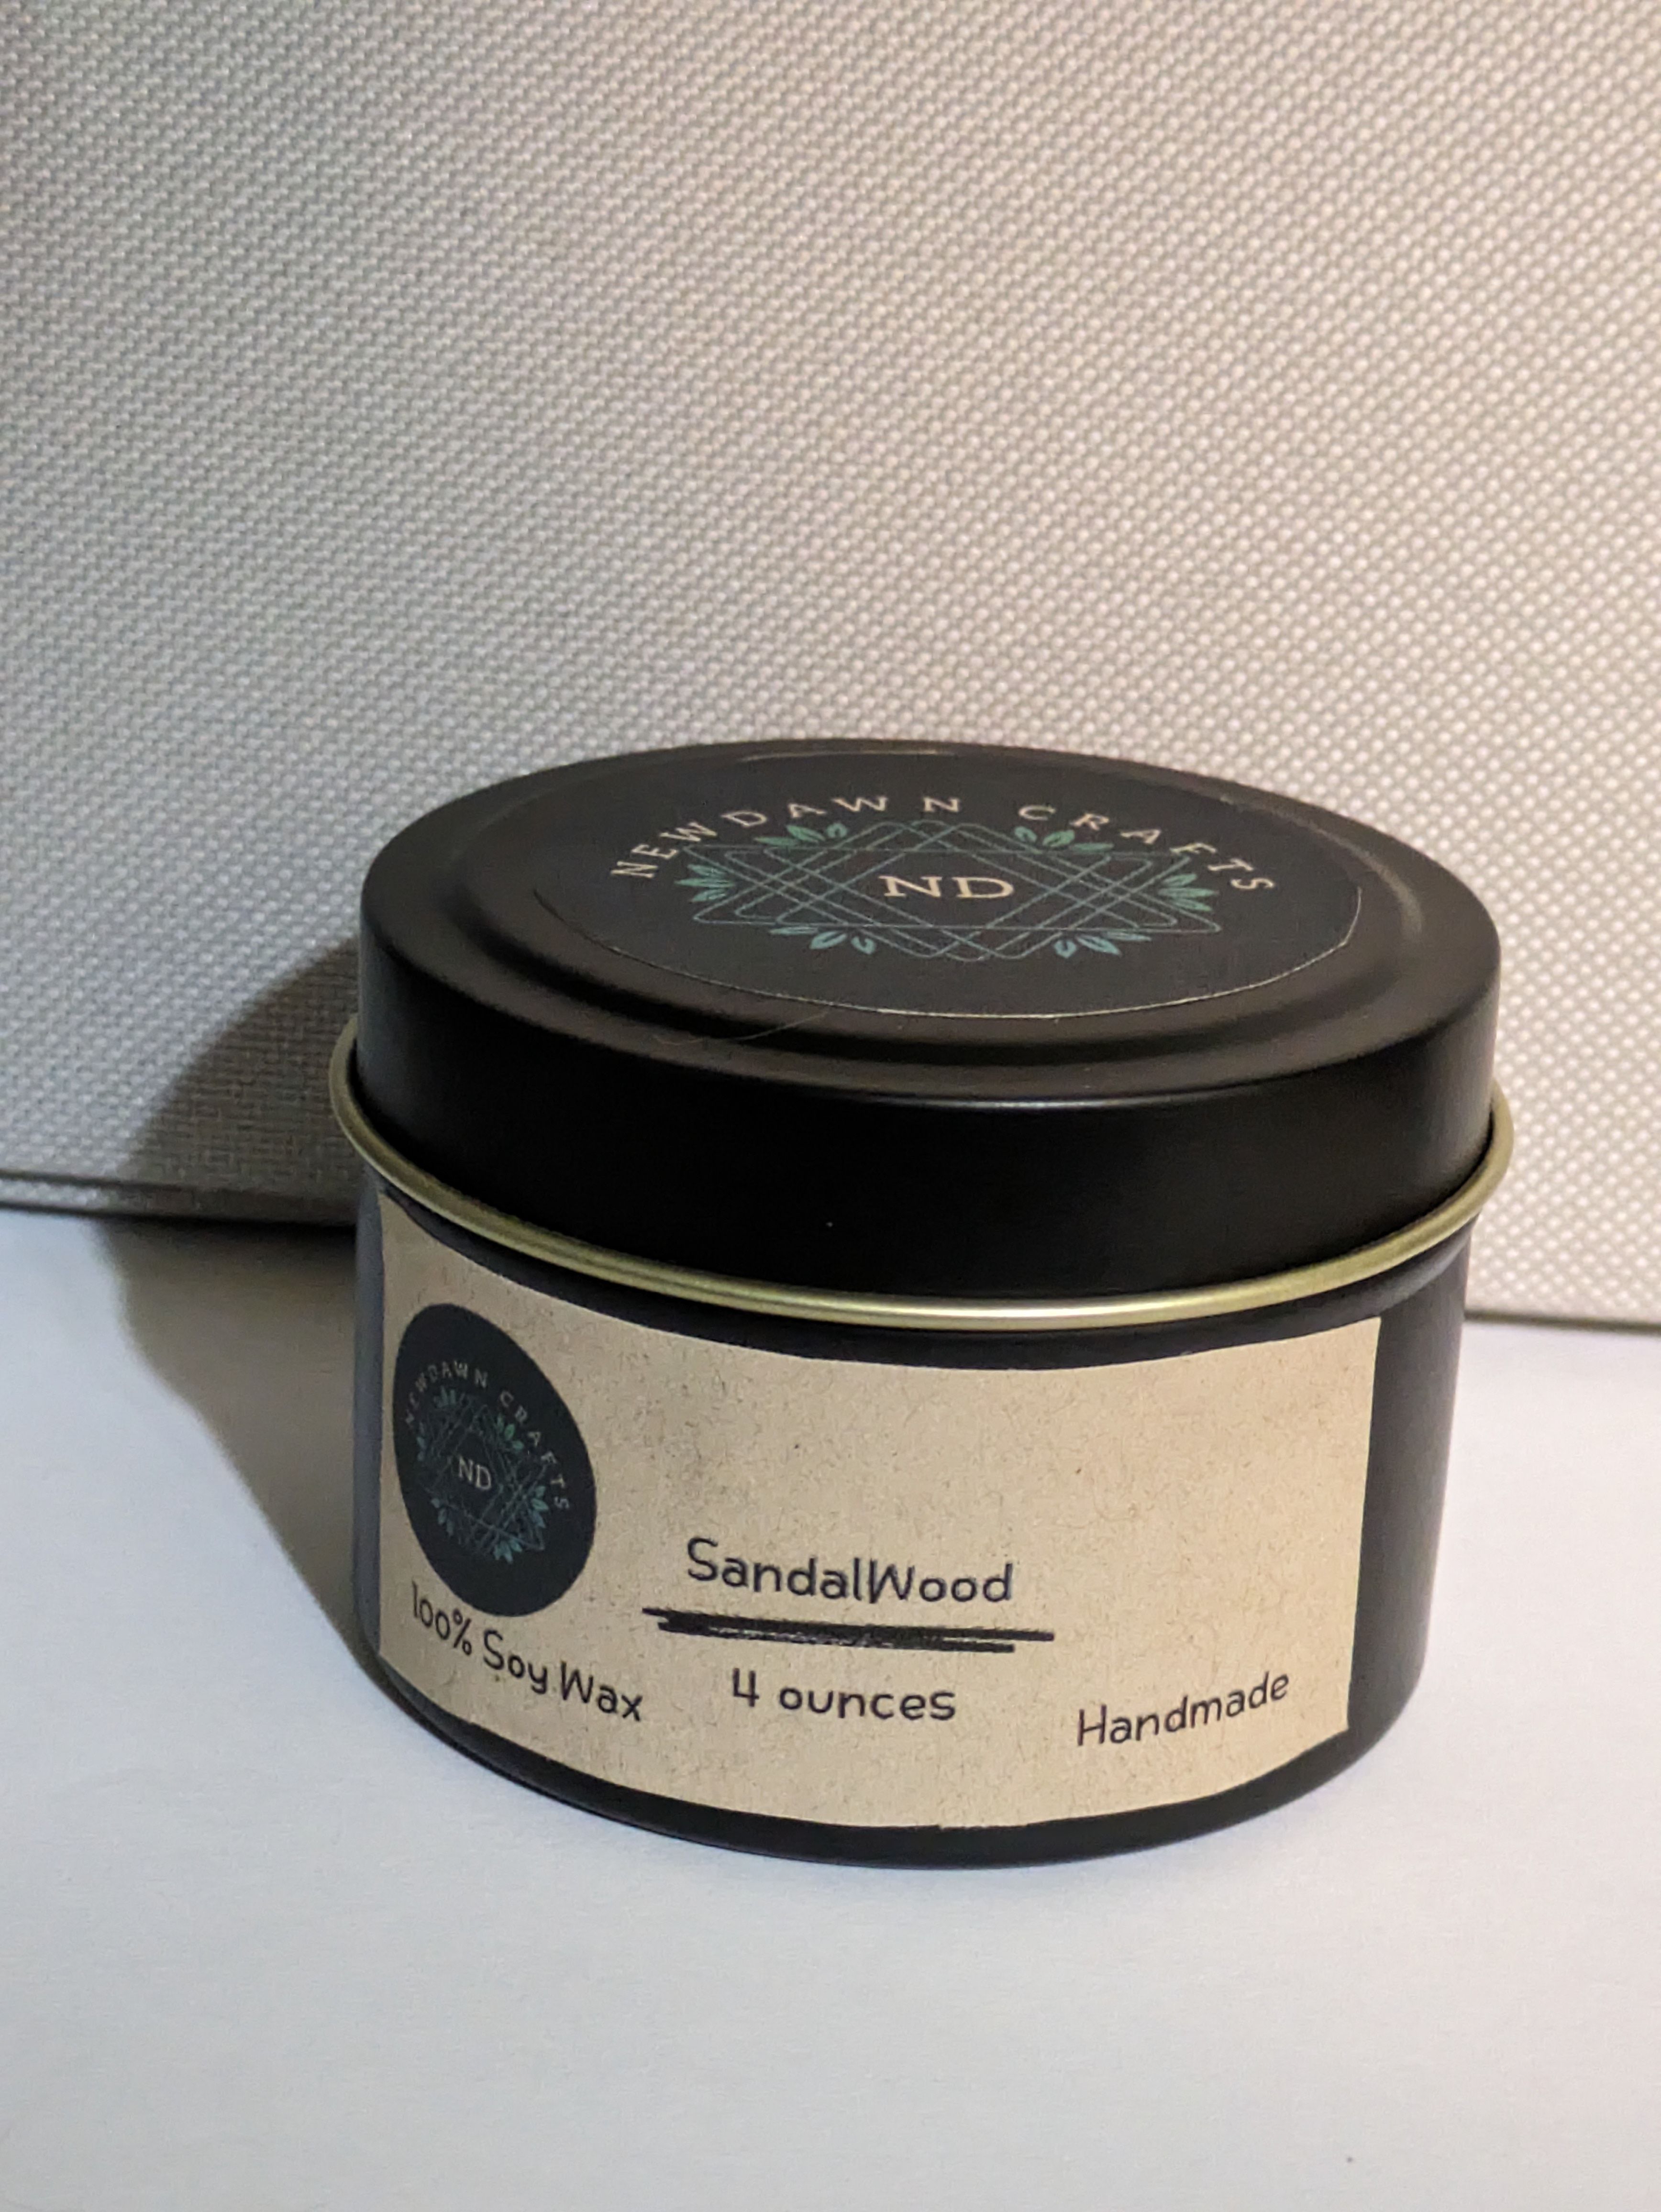 NEWDAWN CRAFTS
ND
NEWDAWN CRAFTS
ND
SandalWood
100% Soy Wax
4 ounces
Handmade